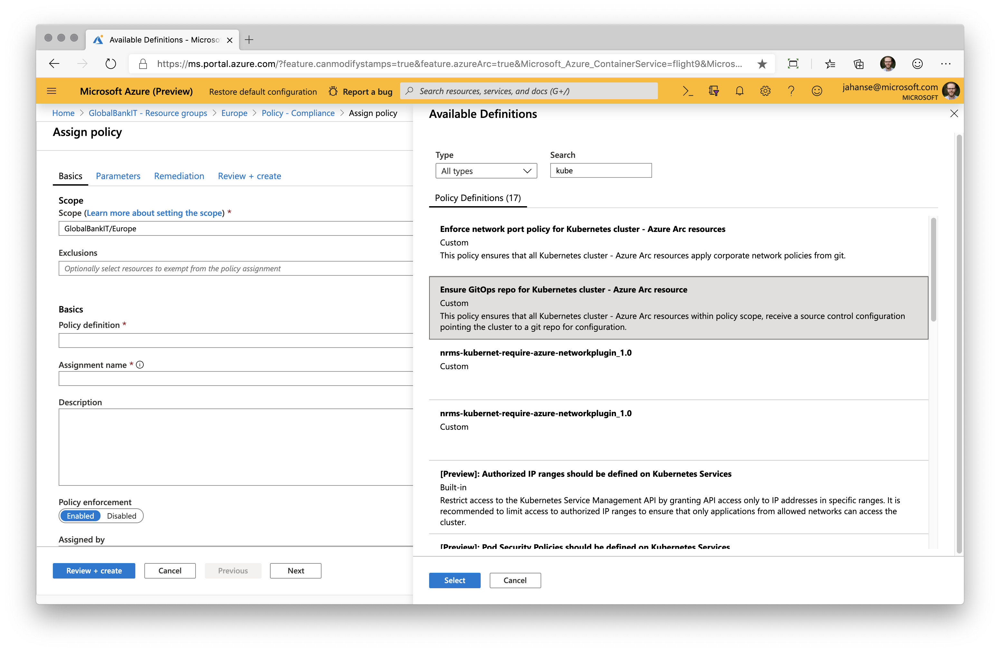 Available Definitions - Microso
https://ms.portal.azure.com/?feature.canmodifystamps=true&feature.azureArc=true&Microsoft_Azure_ContainerService=flight9&Micros...
Microsoft Azure (Preview)
Restore default configuration
Report a bug
Search resources, services, and docs (G+/)
jahanse@microsoft.com
MICROSOFT
Home > GlobalBankIT - Resource groups > Europe > Policy - Compliance > Assign policy
Assign policy
Basics
Parameters
Remediation
Review + create
Scope
Scope (Learn more about setting the scope) *
GlobalBankIT/Europe
Exclusions
Optionally select resources to exempt from the policy assignment
Basics
Policy definition *
Assignment name *
Description
Policy enforcement
Enabled
Disabled
Assigned by
Review + create
Cancel
Previous
Next
Available Definitions
Type
All types
Search
kube
Policy Definitions (17)
Enforce network port policy for Kubernetes cluster - Azure Arc resources
Custom
This policy ensures that all Kubernetes cluster - Azure Arc resources apply corporate network policies from git.
Ensure GitOps repo for Kubernetes cluster - Azure Arc resource
Custom
This policy ensures that all Kubernetes cluster - Azure Arc resources within policy scope, receive a source control configuration
pointing the cluster to a git repo for configuration.
nrms-kubernet-require-azure-networkplugin_1.0
Custom
nrms-kubernet-require-azure-networkplugin_1.0
Custom
[Preview]: Authorized IP ranges should be defined on Kubernetes Services
Built-in
Restrict access to the Kubernetes Service Management API by granting API access only to IP addresses in specific ranges. It is
recommended to limit access to authorized IP ranges to ensure that only applications from allowed networks can access the
cluster.
[Preview]: Pod Security Policies should be defined on Kubernetes Services
Select
Cancel